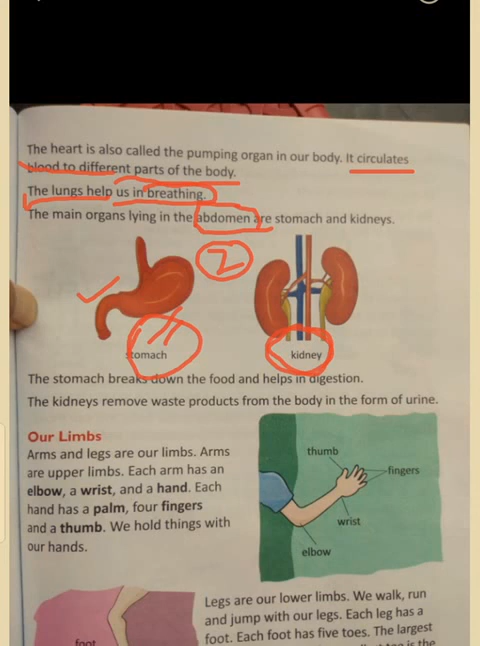 The heart is also called the pumping organ in our body. It circulates
blood to different parts of the body.
The lungs help us in breathing.
The main organs lying in the abdomen are stomach and kidneys.
2
stomach
kidney
The stomach breaks down the food and helps in digestion.
The kidneys remove waste products from the body in the form of urine.
Our Limbs
Arms and legs are our limbs. Arms
are upper limbs. Each arm has an
elbow, a wrist, and a hand. Each
hand has a palm, four fingers
and a thumb. We hold things with
our hands.
thumb
fingers
wrist
elbow
Legs are our lower limbs. We walk, run
and jump with our legs. Each leg has a
foot. Each foot has five toes. The largest
is the
foot